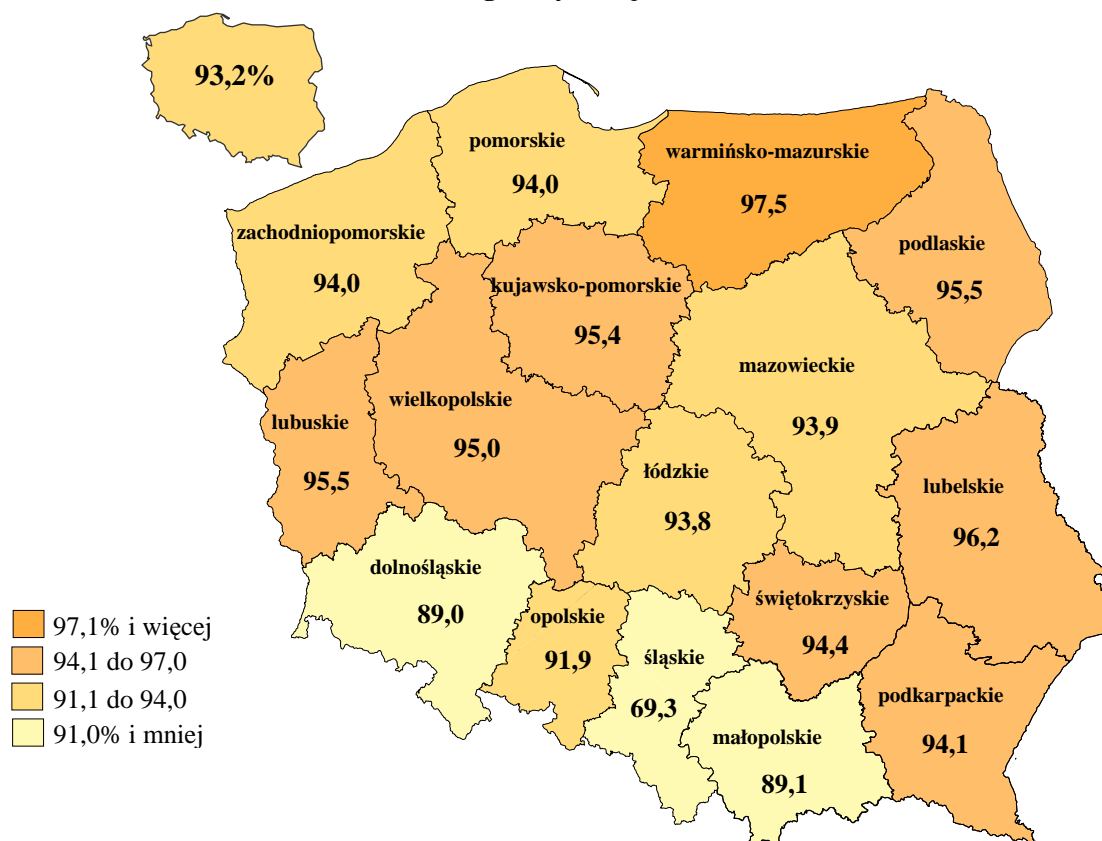 93,2%
pomorskie
94,0
warmińsko-mazurskie
97,5
zachodniopomorskie
94,0
podlaskie
95,5
kujawsko-pomorskie
95,4
mazowieckie
93,9
wielkopolskie
95,0
lubuskie
95,5
łódzkie
93,8
lubelskie
96,2
dolnośląskie
89,0
opolskie
91,9
świętokrzyskie
94,4
śląskie
69,3
podkarpackie
94,1
małopolskie
89,1
97,1% i więcej
94,1 do 97,0
91,1 do 94,0
91,0% i mniej